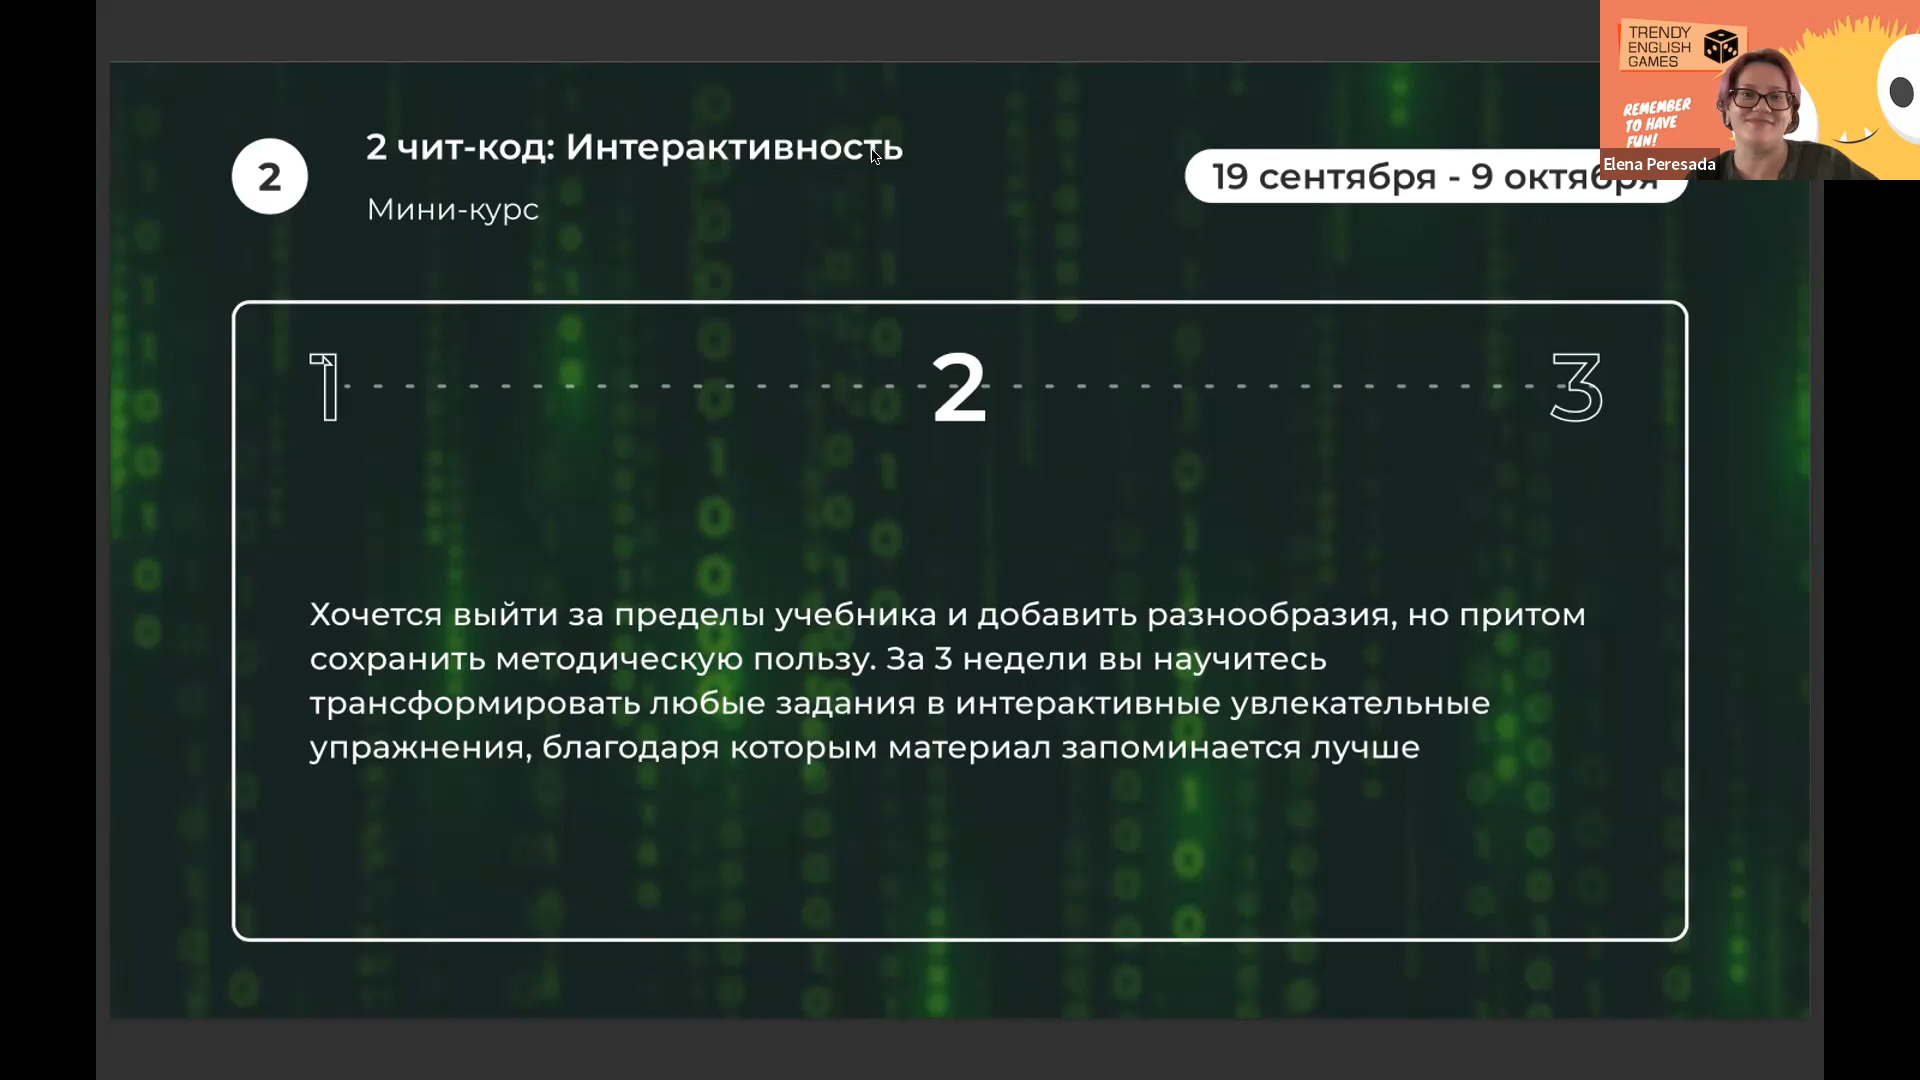 2
2 чит-код: Интерактивность
Мини-курс
19 сентября - 9 октября
TRENDY
ENGLISH
GAMES
REMEMBER
TO HAVE
FUN!
Elena Peresada
1
2
3
Хочется выйти за пределы учебника и добавить разнообразия, но притом
сохранить методическую пользу. За 3 недели вы научитесь
трансформировать любые задания в интерактивные увлекательные
упражнения, благодаря которым материал запоминается лучше